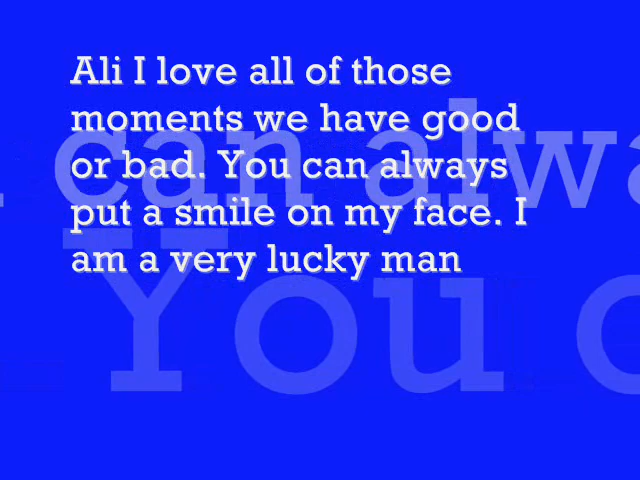 Ali I love all of those
moments we have good
or bad. You can always
put a smile on my face. I
am a very lucky man
can alwa
You c